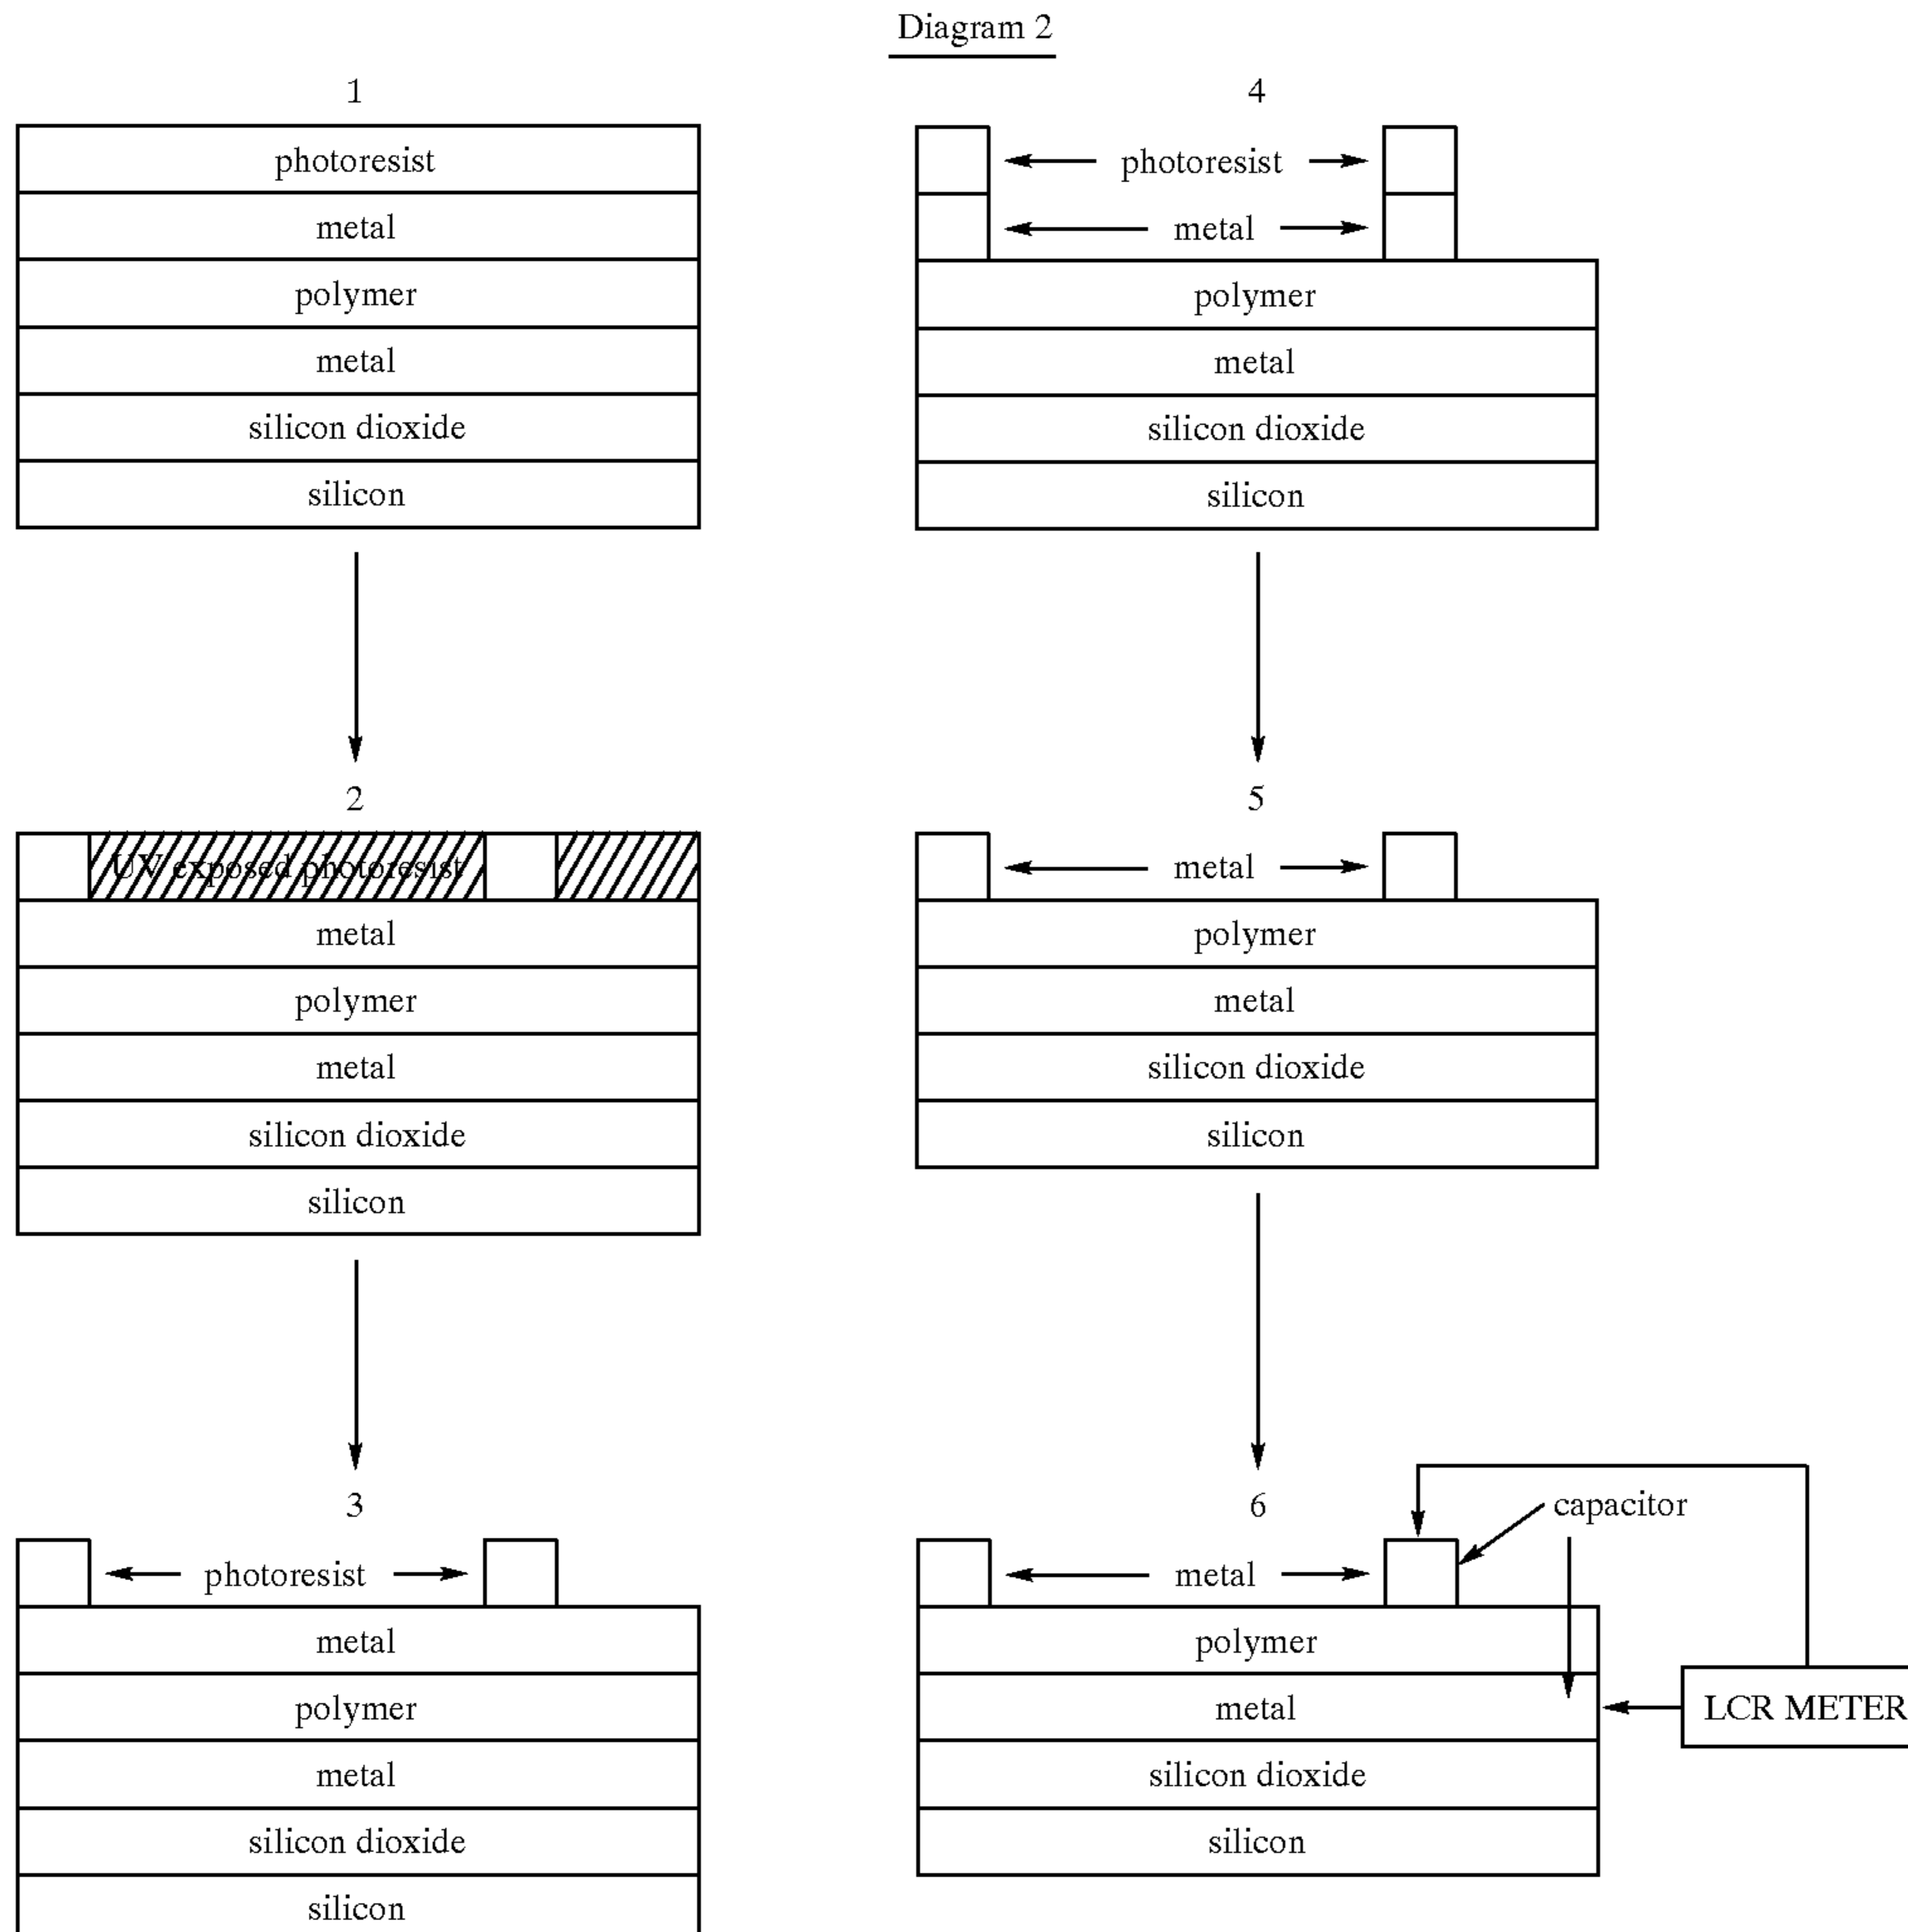 Diagram 2
1
photoresist
metal
polymer
metal
silicon dioxide
silicon
2
UV exposed photoresist
metal
polymer
metal
silicon dioxide
silicon
3
photoresist
metal
polymer
metal
silicon dioxide
silicon
4
photoresist
metal
polymer
metal
silicon dioxide
silicon
5
metal
polymer
metal
silicon dioxide
silicon
6
capacitor
metal
polymer
metal
LCR METER
silicon dioxide
silicon